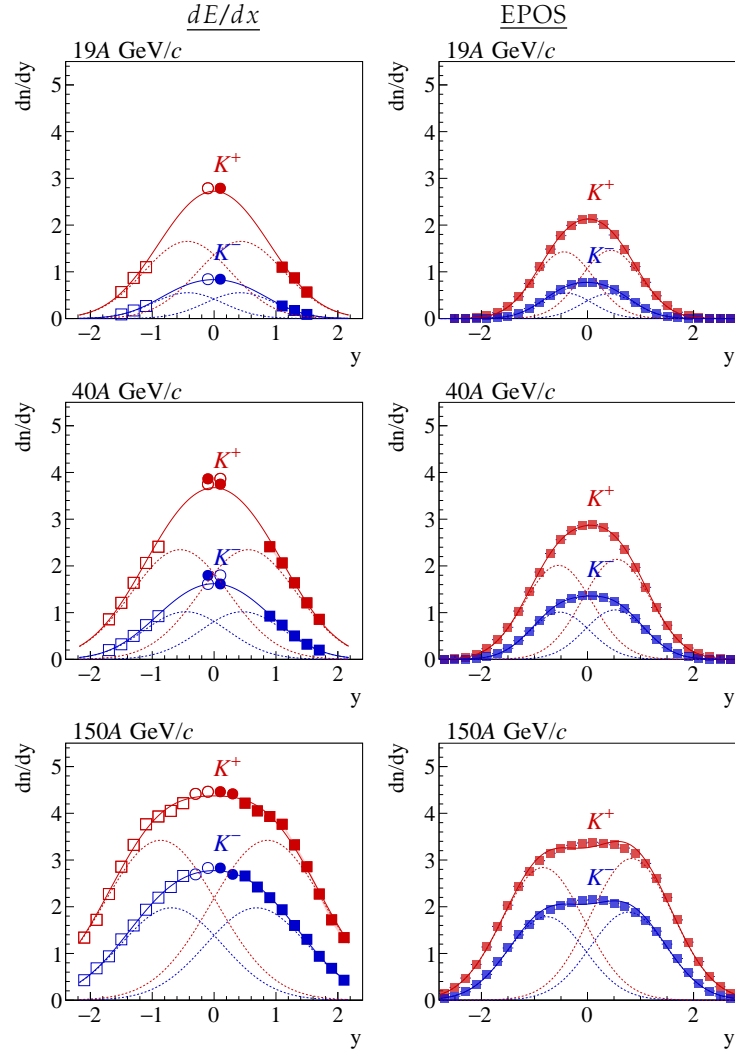 dE/dx EPOS
19A GeV/c 19A GeV/c
dn/dy dn/dy
5 5
4 4
3 3
K⁺ K⁺
2 2
K⁻ K⁻
1 1
0 0
−2 −1 0 1 2 −2 0 2
y y
40A GeV/c 40A GeV/c
dn/dy dn/dy
5 5
4 4
K⁺ K⁺
3 3
2 2
K⁻ K⁻
1 1
0 0
−2 −1 0 1 2 −2 0 2
y y
150A GeV/c 150A GeV/c
dn/dy dn/dy
5 5
K⁺ K⁺
4 4
3 3
K⁻ K⁻
2 2
1 1
0 0
−2 −1 0 1 2 −2 0 2
y y